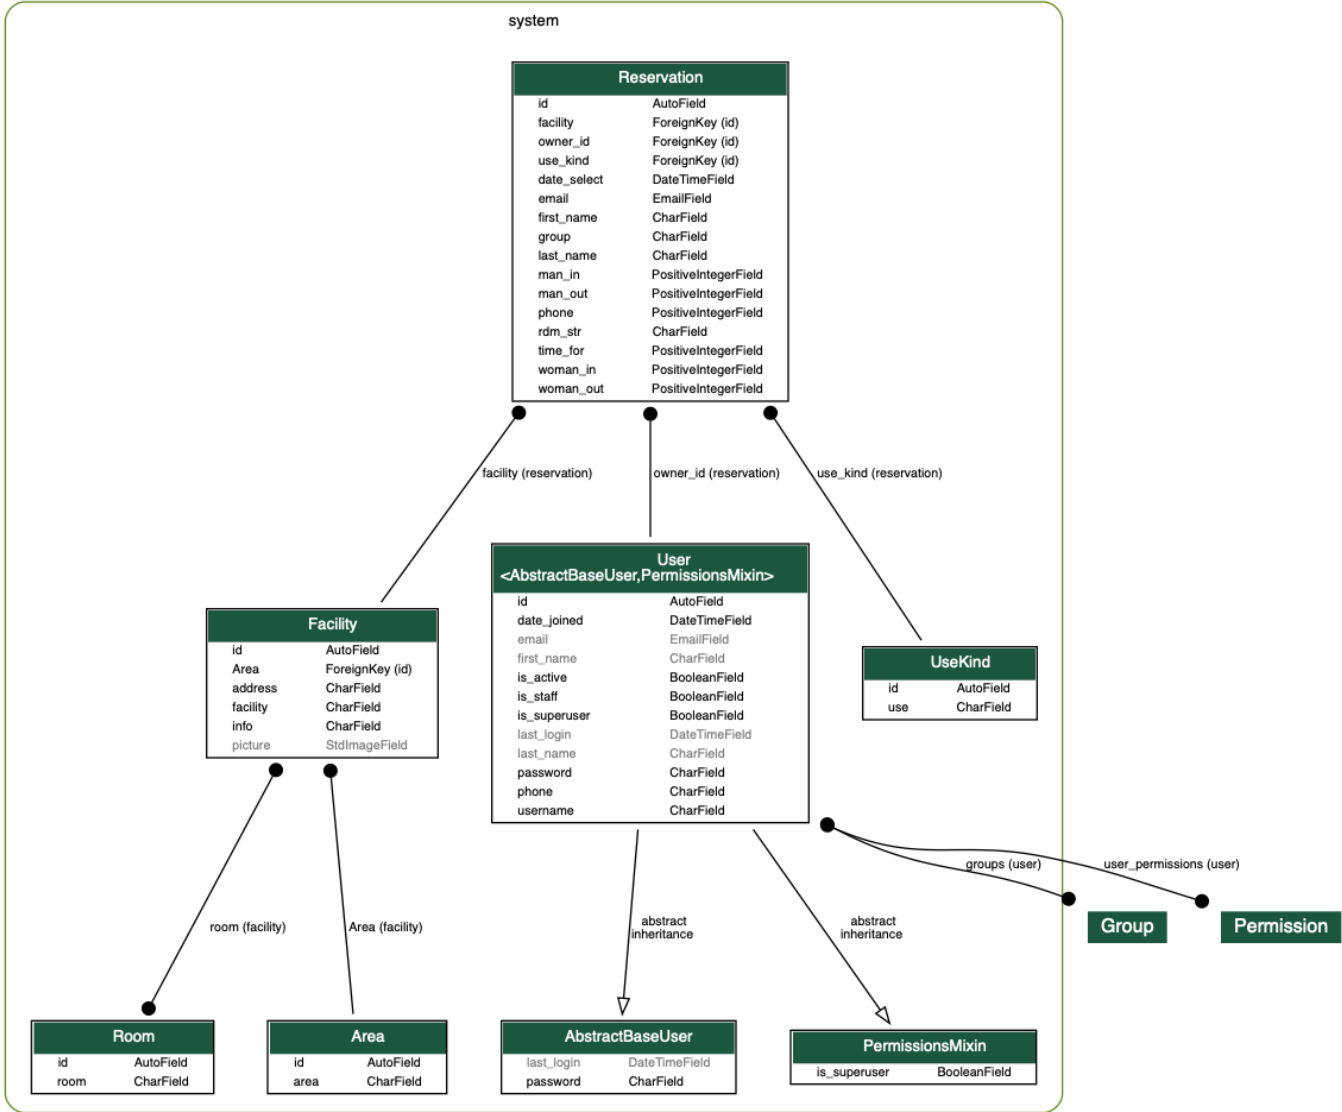 system
Reservation
id AutoField
facility ForeignKey (id)
owner_id ForeignKey (id)
use_kind ForeignKey (id)
date_select DateTimeField
email EmailField
first_name CharField
group CharField
last_name CharField
man_in PositiveIntegerField
man_out PositiveIntegerField
phone PositiveIntegerField
rdm_str CharField
time_for PositiveIntegerField
woman_in PositiveIntegerField
woman_out PositiveIntegerField
facility (reservation)
owner_id (reservation)
use_kind (reservation)
User
<AbstractBaseUser,PermissionsMixin>
id AutoField
date_joined DateTimeField
email EmailField
first_name CharField
is_active BooleanField
is_staff BooleanField
is_superuser BooleanField
last_login DateTimeField
last_name CharField
password CharField
phone CharField
username CharField
Facility
id AutoField
Area ForeignKey (id)
address CharField
facility CharField
info CharField
picture StdImageField
UseKind
id AutoField
use CharField
groups (user)
user_permissions (user)
room (facility)
Area (facility)
abstract
inheritance
abstract
inheritance
Group
Permission
Room
id AutoField
room CharField
Area
id AutoField
area CharField
AbstractBaseUser
last_login DateTimeField
password CharField
PermissionsMixin
is_superuser BooleanField